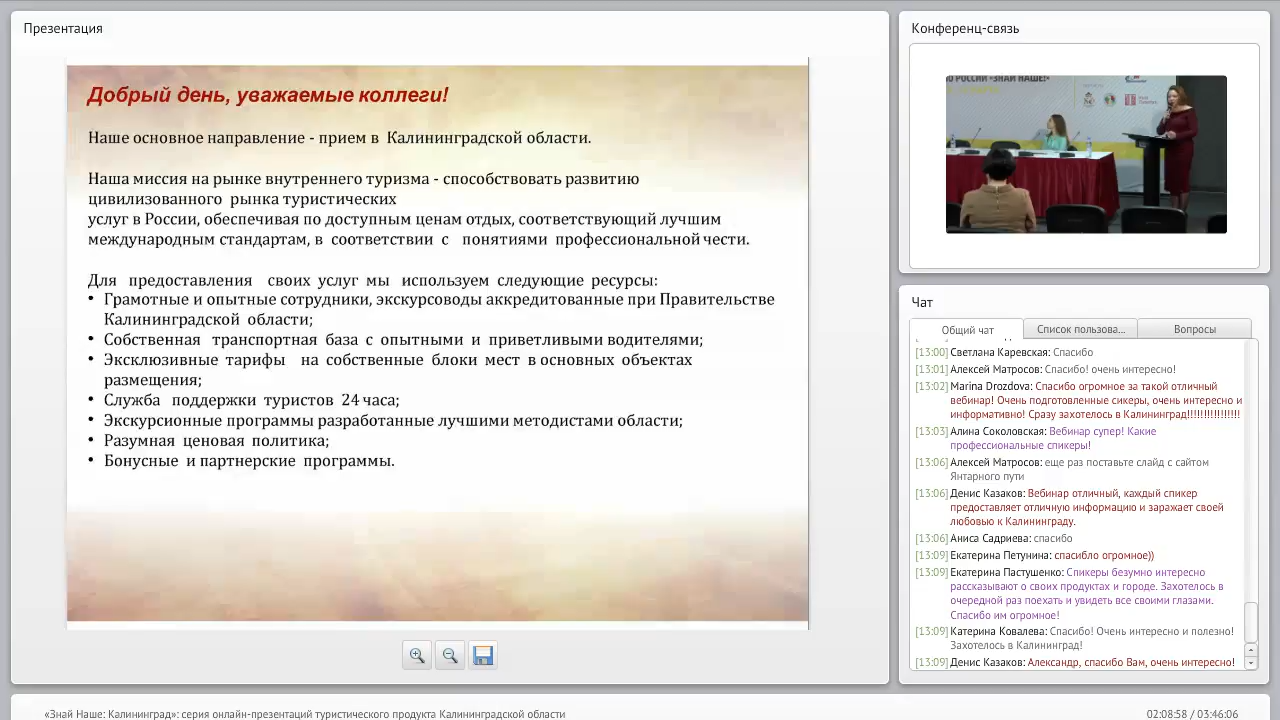 Презентация
Добрый день, уважаемые коллеги!
Наше основное направление - прием в Калининградской области.
Наша миссия на рынке внутреннего туризма - способствовать развитию
цивилизованного рынка туристических
услуг в России, обеспечивая по доступным ценам отдых, соответствующий лучшим
международным стандартам, в соответствии с понятиями профессиональной чести.
Для предоставления своих услуг мы используем следующие ресурсы:
• Грамотные и опытные сотрудники, экскурсоводы аккредитованные при Правительстве
Калининградской области;
• Собственная транспортная база с опытными и приветливыми водителями;
• Эксклюзивные тарифы на собственные блоки мест в основных объектах
размещения;
• Служба поддержки туристов 24 часа;
• Экскурсионные программы разработанные лучшими методистами области;
• Разумная ценовая политика;
• Бонусные и партнерские программы.
Конференц-связь
Ю РОССИИ «ЗНАЙ НАШЕ!»
Чат
Общий чат
Список пользова...
Вопросы
[13:00] Светлана Каревская: Спасибо
[13:01] Алексей Матросов: Спасибо! очень интересно!
[13:02] Marina Drozdova: Спасибо огромное за такой отличный
вебинар! Очень подготовленные сикеры, очень интересно и
информативно! Сразу захотелось в Калининград!!!!!!!!!!!!!!!!
[13:03] Алина Соколовская: Вебинар супер! Какие
профессиональные спикеры!
[13:06] Алексей Матросов: еще раз поставьте слайд с сайтом
Янтарного пути
[13:06] Денис Казаков: Вебинар отличный, каждый спикер
предоставляет отличную информацию и заражает своей
любовью к Калининграду.
[13:06] Аниса Садриева: спасибо
[13:09] Екатерина Петунина: спасибло огромное))
[13:09] Екатерина Пастушенко: Спикеры безумно интересно
рассказывают о своих продуктах и городе. Захотелось в
очередной раз поехать и увидеть все своими глазами.
Спасибо им огромное!
[13:09] Катерина Ковалева: Спасибо! Очень интересно и полезно!
Захотелось в Калининград!
[13:09] Денис Казаков: Александр, спасибо Вам, очень интересно!
«Знай Наше: Калининград»: серия онлайн-презентаций туристического продукта Калининградской области
02:08:58 / 03:46:06